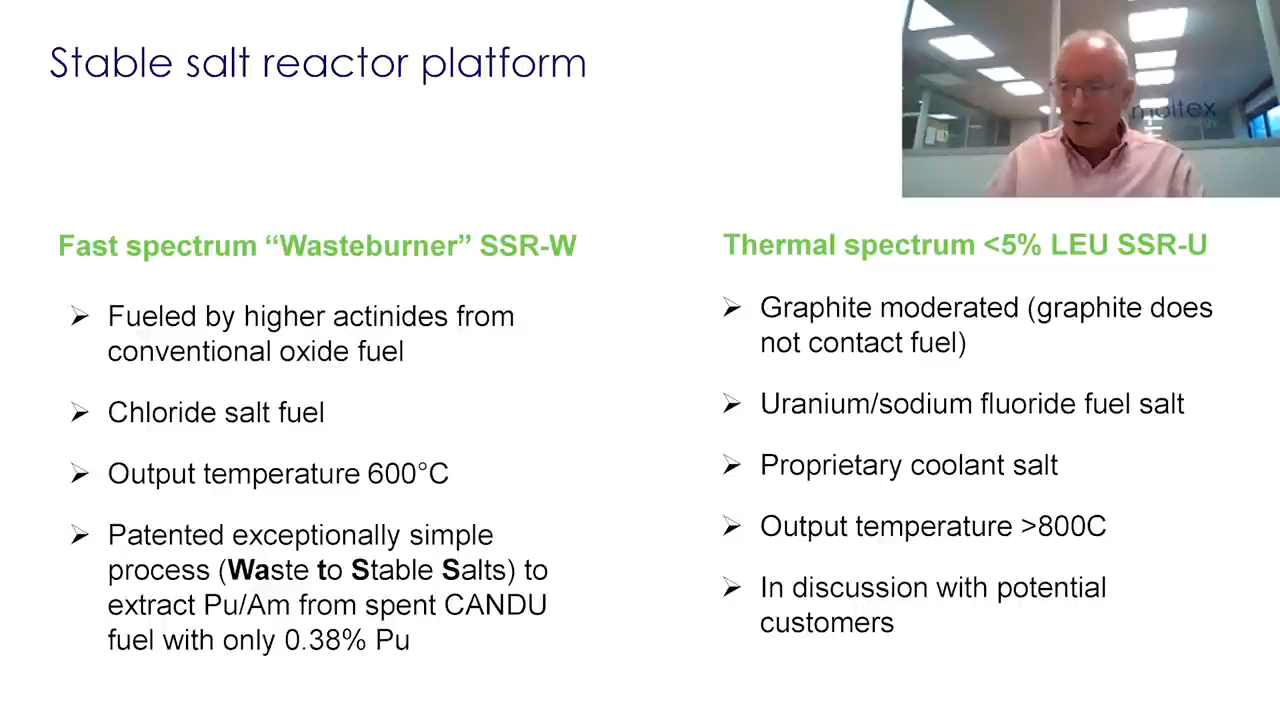 Stable salt reactor platform
moltex
Fast spectrum “Wasteburner” SSR-W
➢ Fueled by higher actinides from
conventional oxide fuel
➢ Chloride salt fuel
➢ Output temperature 600°C
➢ Patented exceptionally simple
process (Waste to Stable Salts) to
extract Pu/Am from spent CANDU
fuel with only 0.38% Pu
Thermal spectrum <5% LEU SSR-U
➢ Graphite moderated (graphite does
not contact fuel)
➢ Uranium/sodium fluoride fuel salt
➢ Proprietary coolant salt
➢ Output temperature >800C
➢ In discussion with potential
customers